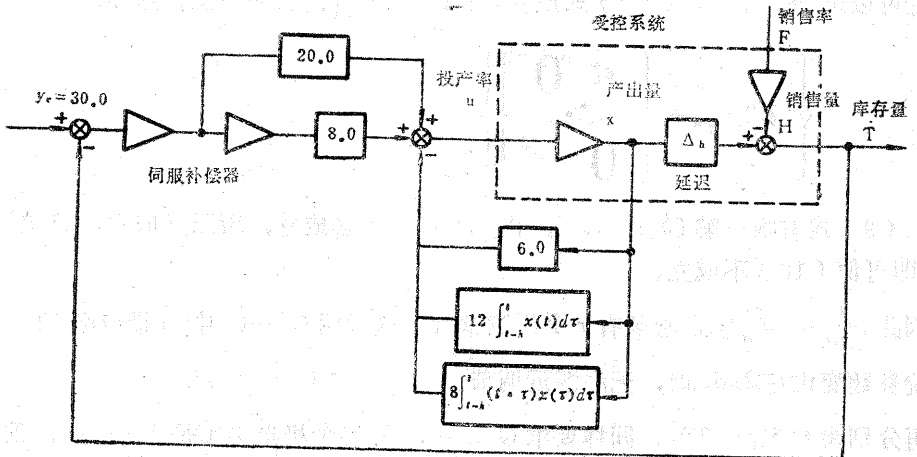 受控系统
销售率
F
20.0
投产率
u
产出量
x
销售量
H
库存量
Ṫ
y_c=30.0
+
-
8.0
+
+
-
Δ_h
延迟
+
-
伺服补偿器
6.0
12∫_{t-h}^{t} x(t)dτ
8∫_{t-h}^{t} (t-τ)x(τ)dτ